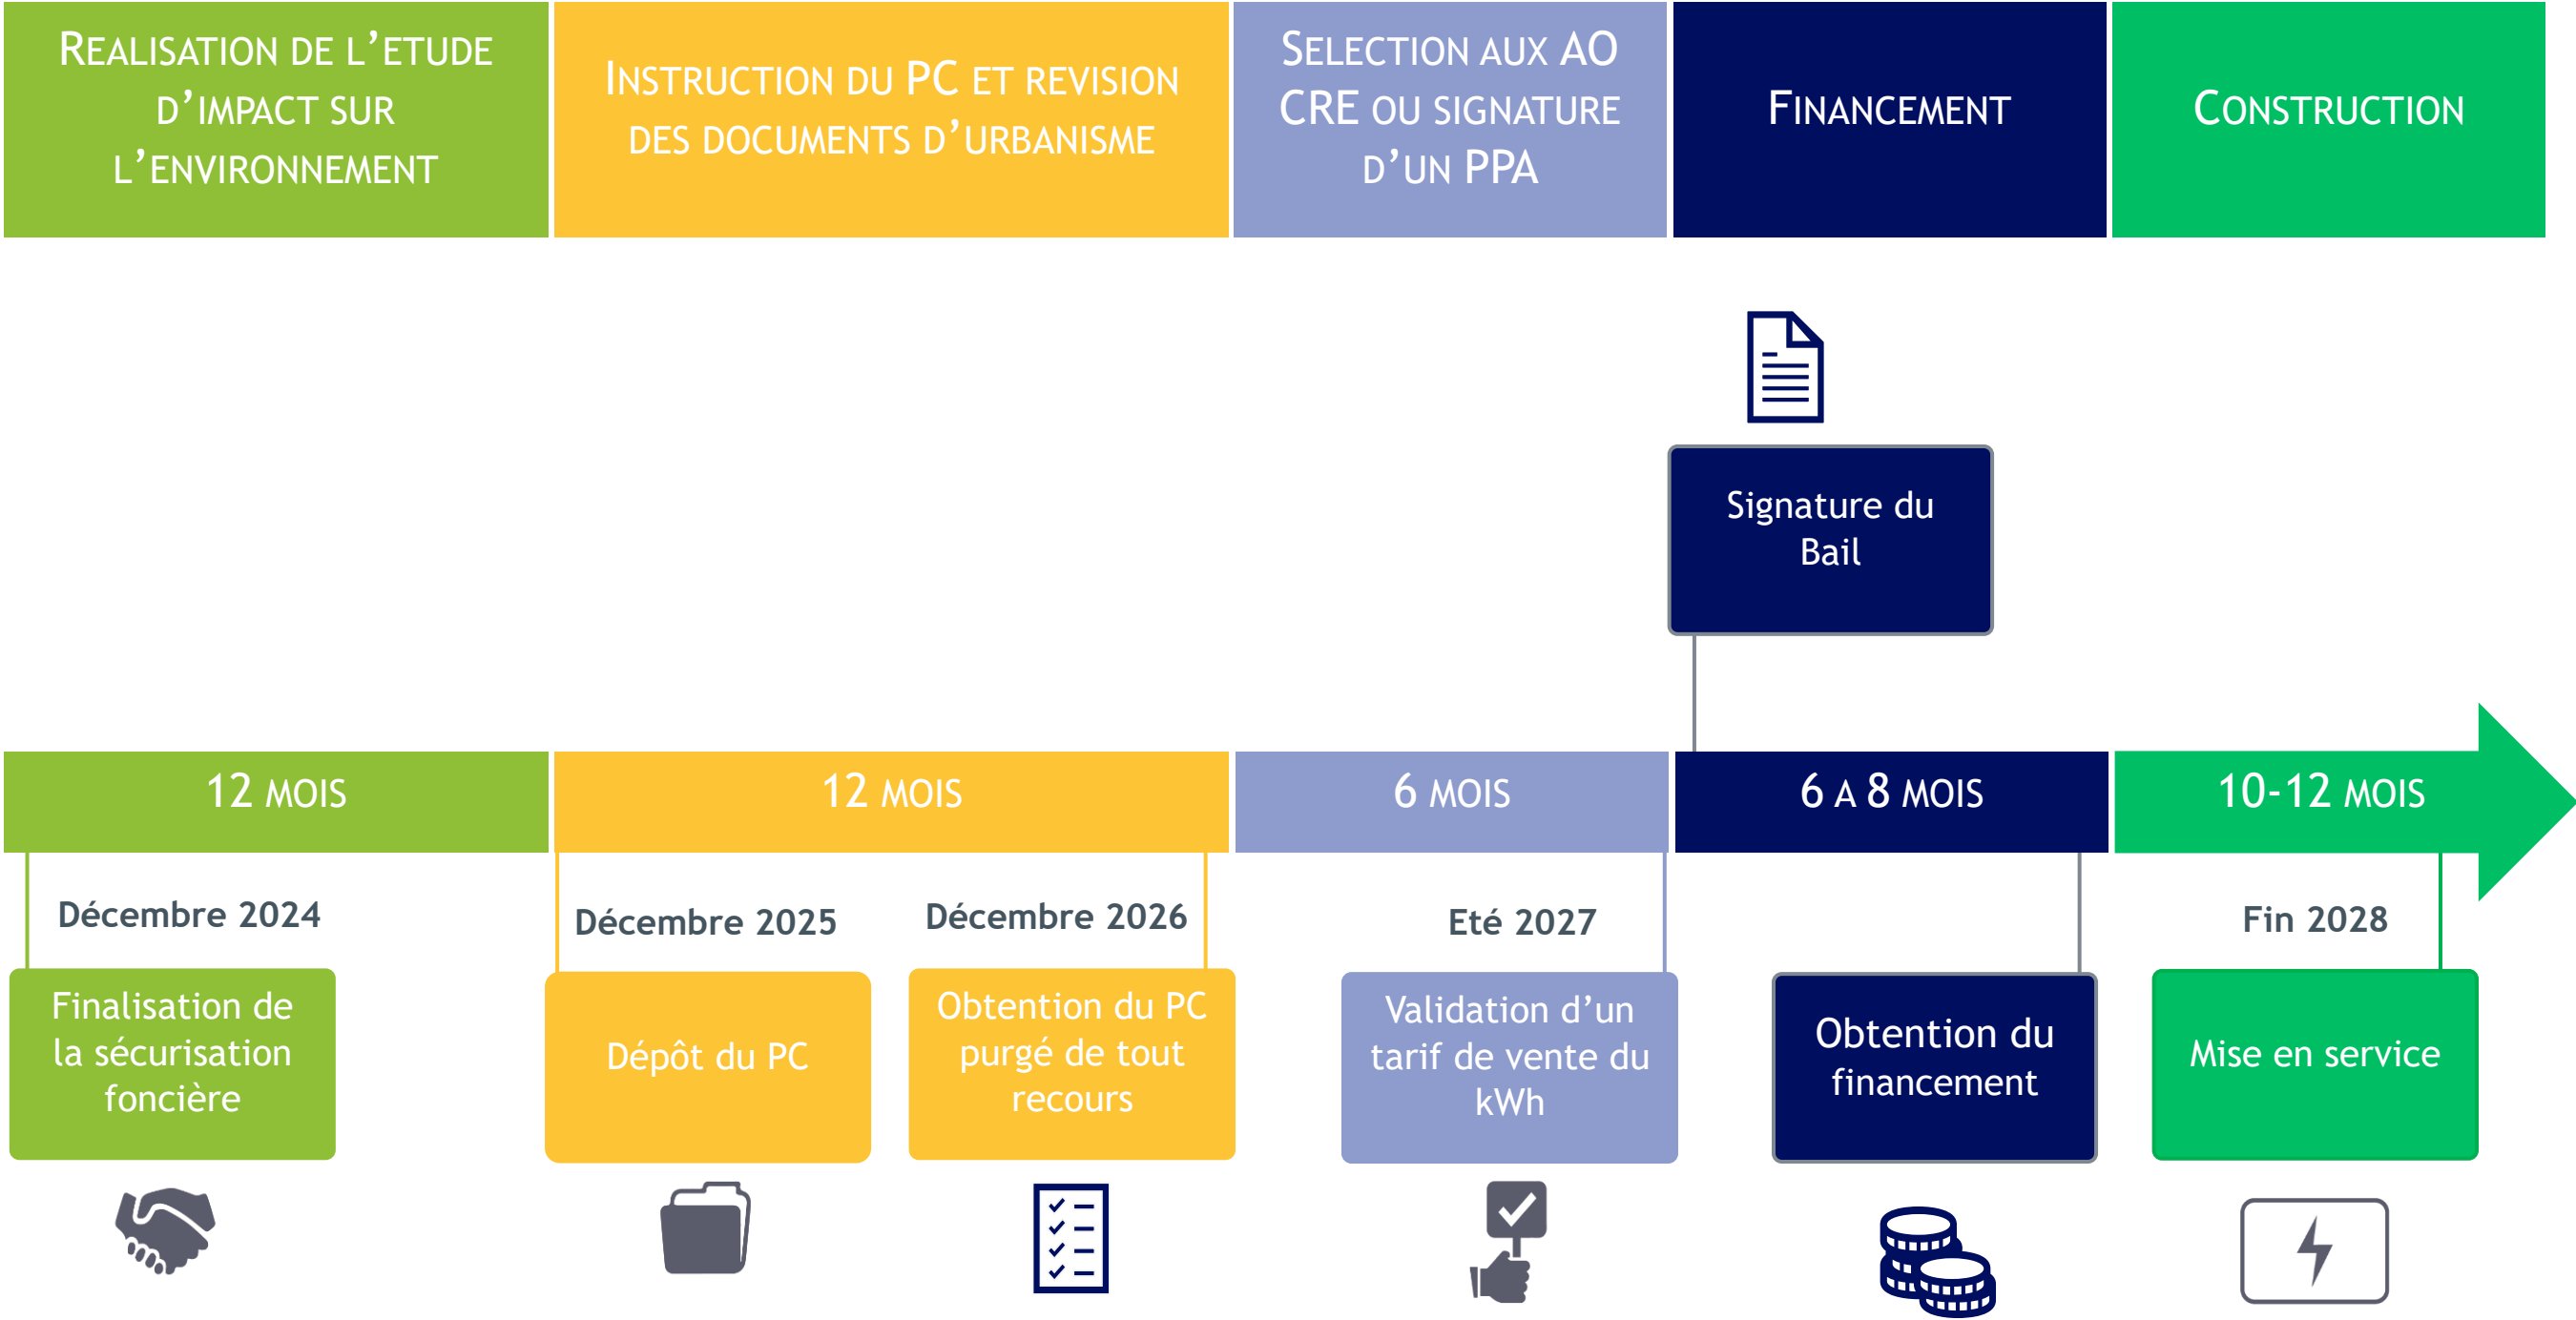 REALISATION DE L’ETUDE
D’IMPACT SUR
L’ENVIRONNEMENT
INSTRUCTION DU PC ET REVISION
DES DOCUMENTS D’URBANISME
SELECTION AUX AO
CRE OU SIGNATURE
D’UN PPA
FINANCEMENT
CONSTRUCTION
Signature du
Bail
12 MOIS
12 MOIS
6 MOIS
6 A 8 MOIS
10-12 MOIS
Décembre 2024
Décembre 2025
Décembre 2026
Eté 2027
Fin 2028
Finalisation de
la sécurisation
foncière
Dépôt du PC
Obtention du PC
purgé de tout
recours
Validation d’un
tarif de vente du
kWh
Obtention du
financement
Mise en service